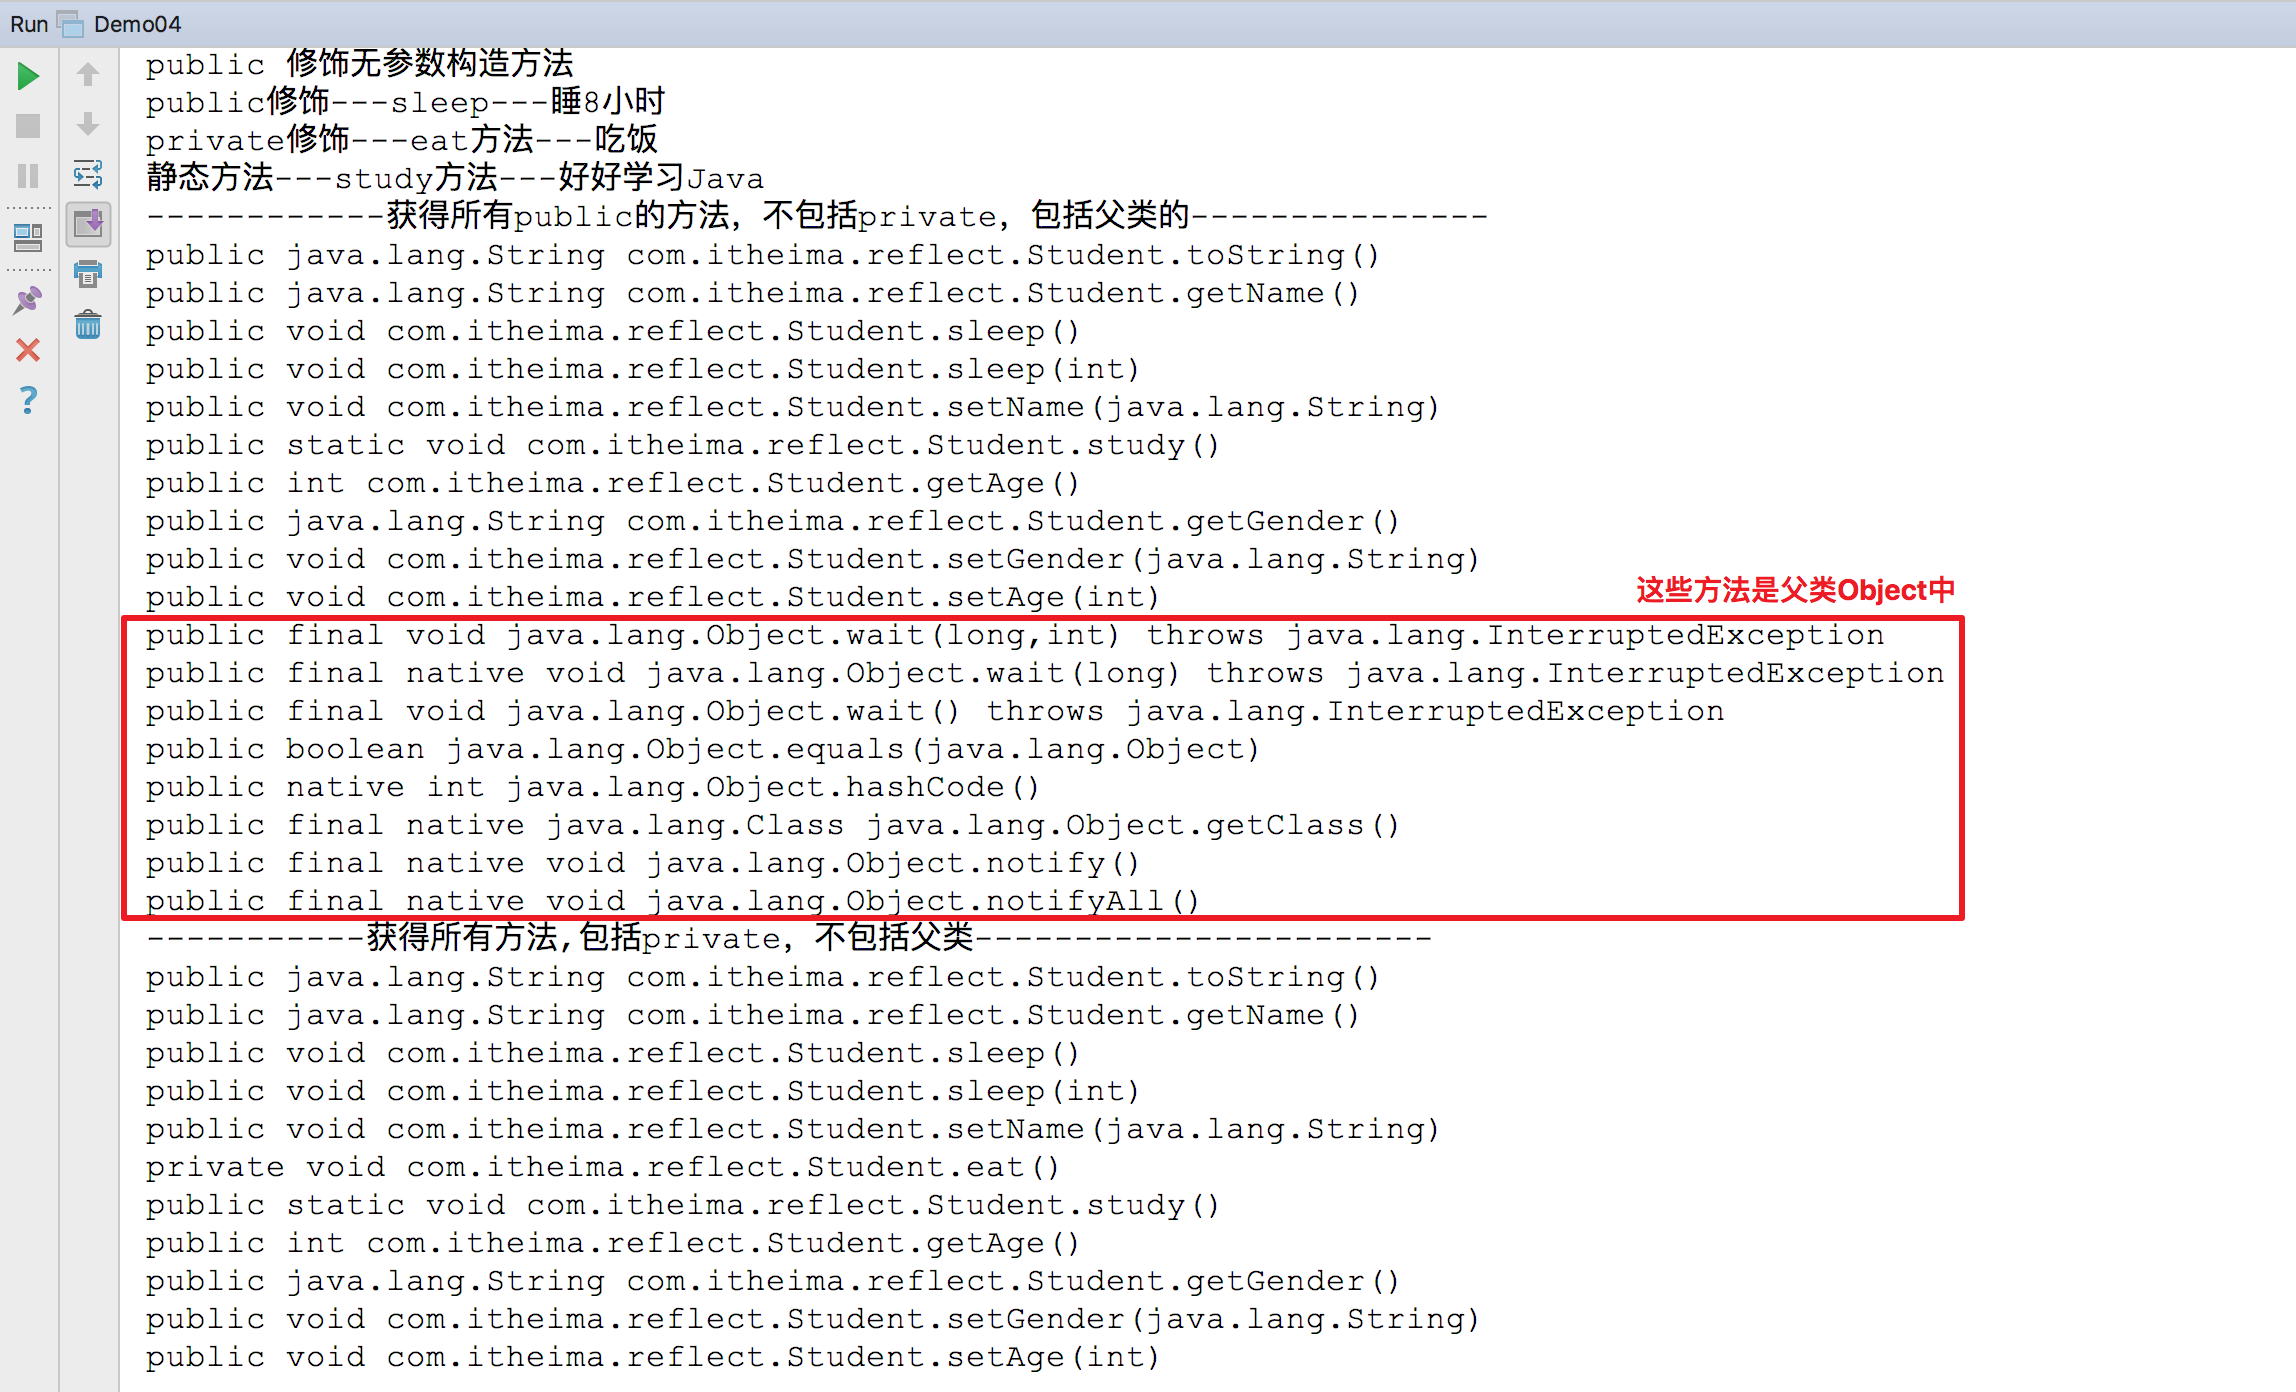 Run Demo04
public 修饰无参数构造方法
public修饰---sleep---睡8小时
private修饰---eat方法---吃饭
静态方法---study方法---好好学习Java
------------获得所有public的方法，不包括private，包括父类的---------------
public java.lang.String com.itheima.reflect.Student.toString()
public java.lang.String com.itheima.reflect.Student.getName()
public void com.itheima.reflect.Student.sleep()
public void com.itheima.reflect.Student.sleep(int)
public void com.itheima.reflect.Student.setName(java.lang.String)
public static void com.itheima.reflect.Student.study()
public int com.itheima.reflect.Student.getAge()
public java.lang.String com.itheima.reflect.Student.getGender()
public void com.itheima.reflect.Student.setGender(java.lang.String)
public void com.itheima.reflect.Student.setAge(int)
这些方法是父类Object中
public final void java.lang.Object.wait(long,int) throws java.lang.InterruptedException
public final native void java.lang.Object.wait(long) throws java.lang.InterruptedException
public final void java.lang.Object.wait() throws java.lang.InterruptedException
public boolean java.lang.Object.equals(java.lang.Object)
public native int java.lang.Object.hashCode()
public final native java.lang.Class java.lang.Object.getClass()
public final native void java.lang.Object.notify()
public final native void java.lang.Object.notifyAll()
-----------获得所有方法,包括private，不包括父类-----------------------
public java.lang.String com.itheima.reflect.Student.toString()
public java.lang.String com.itheima.reflect.Student.getName()
public void com.itheima.reflect.Student.sleep()
public void com.itheima.reflect.Student.sleep(int)
public void com.itheima.reflect.Student.setName(java.lang.String)
private void com.itheima.reflect.Student.eat()
public static void com.itheima.reflect.Student.study()
public int com.itheima.reflect.Student.getAge()
public java.lang.String com.itheima.reflect.Student.getGender()
public void com.itheima.reflect.Student.setGender(java.lang.String)
public void com.itheima.reflect.Student.setAge(int)